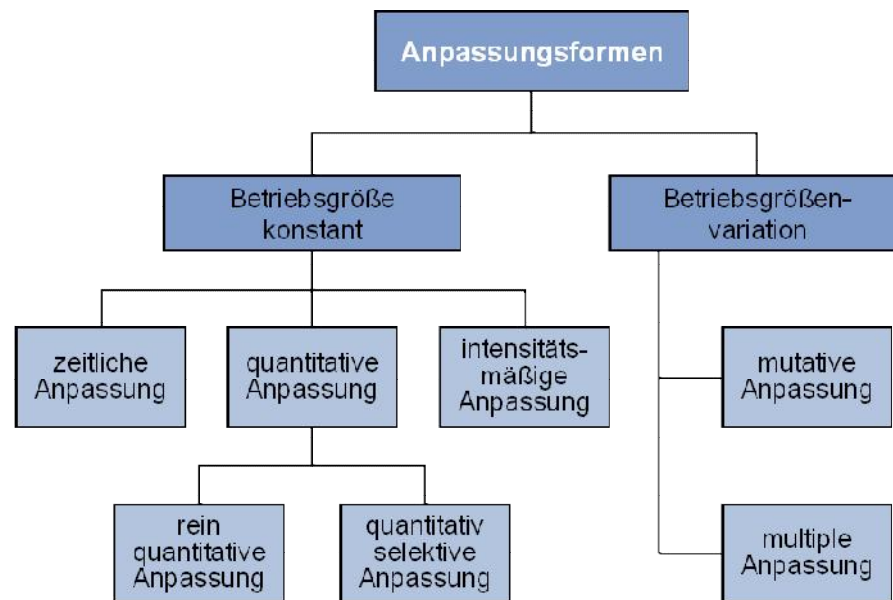 Anpassungsformen
Betriebsgröße
konstant
Betriebsgrößen-
variation
zeitliche
Anpassung
quantitative
Anpassung
intensitäts-
mäßige
Anpassung
mutative
Anpassung
rein
quantitative
Anpassung
quantitativ
selektive
Anpassung
multiple
Anpassung